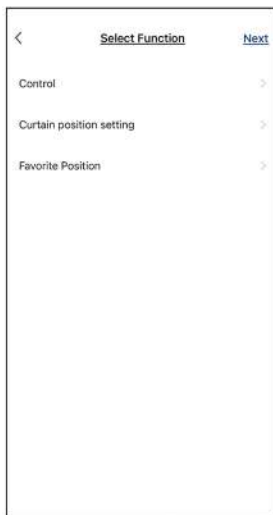 Select Function
Next
Control
Curtain position setting
Favorite Position